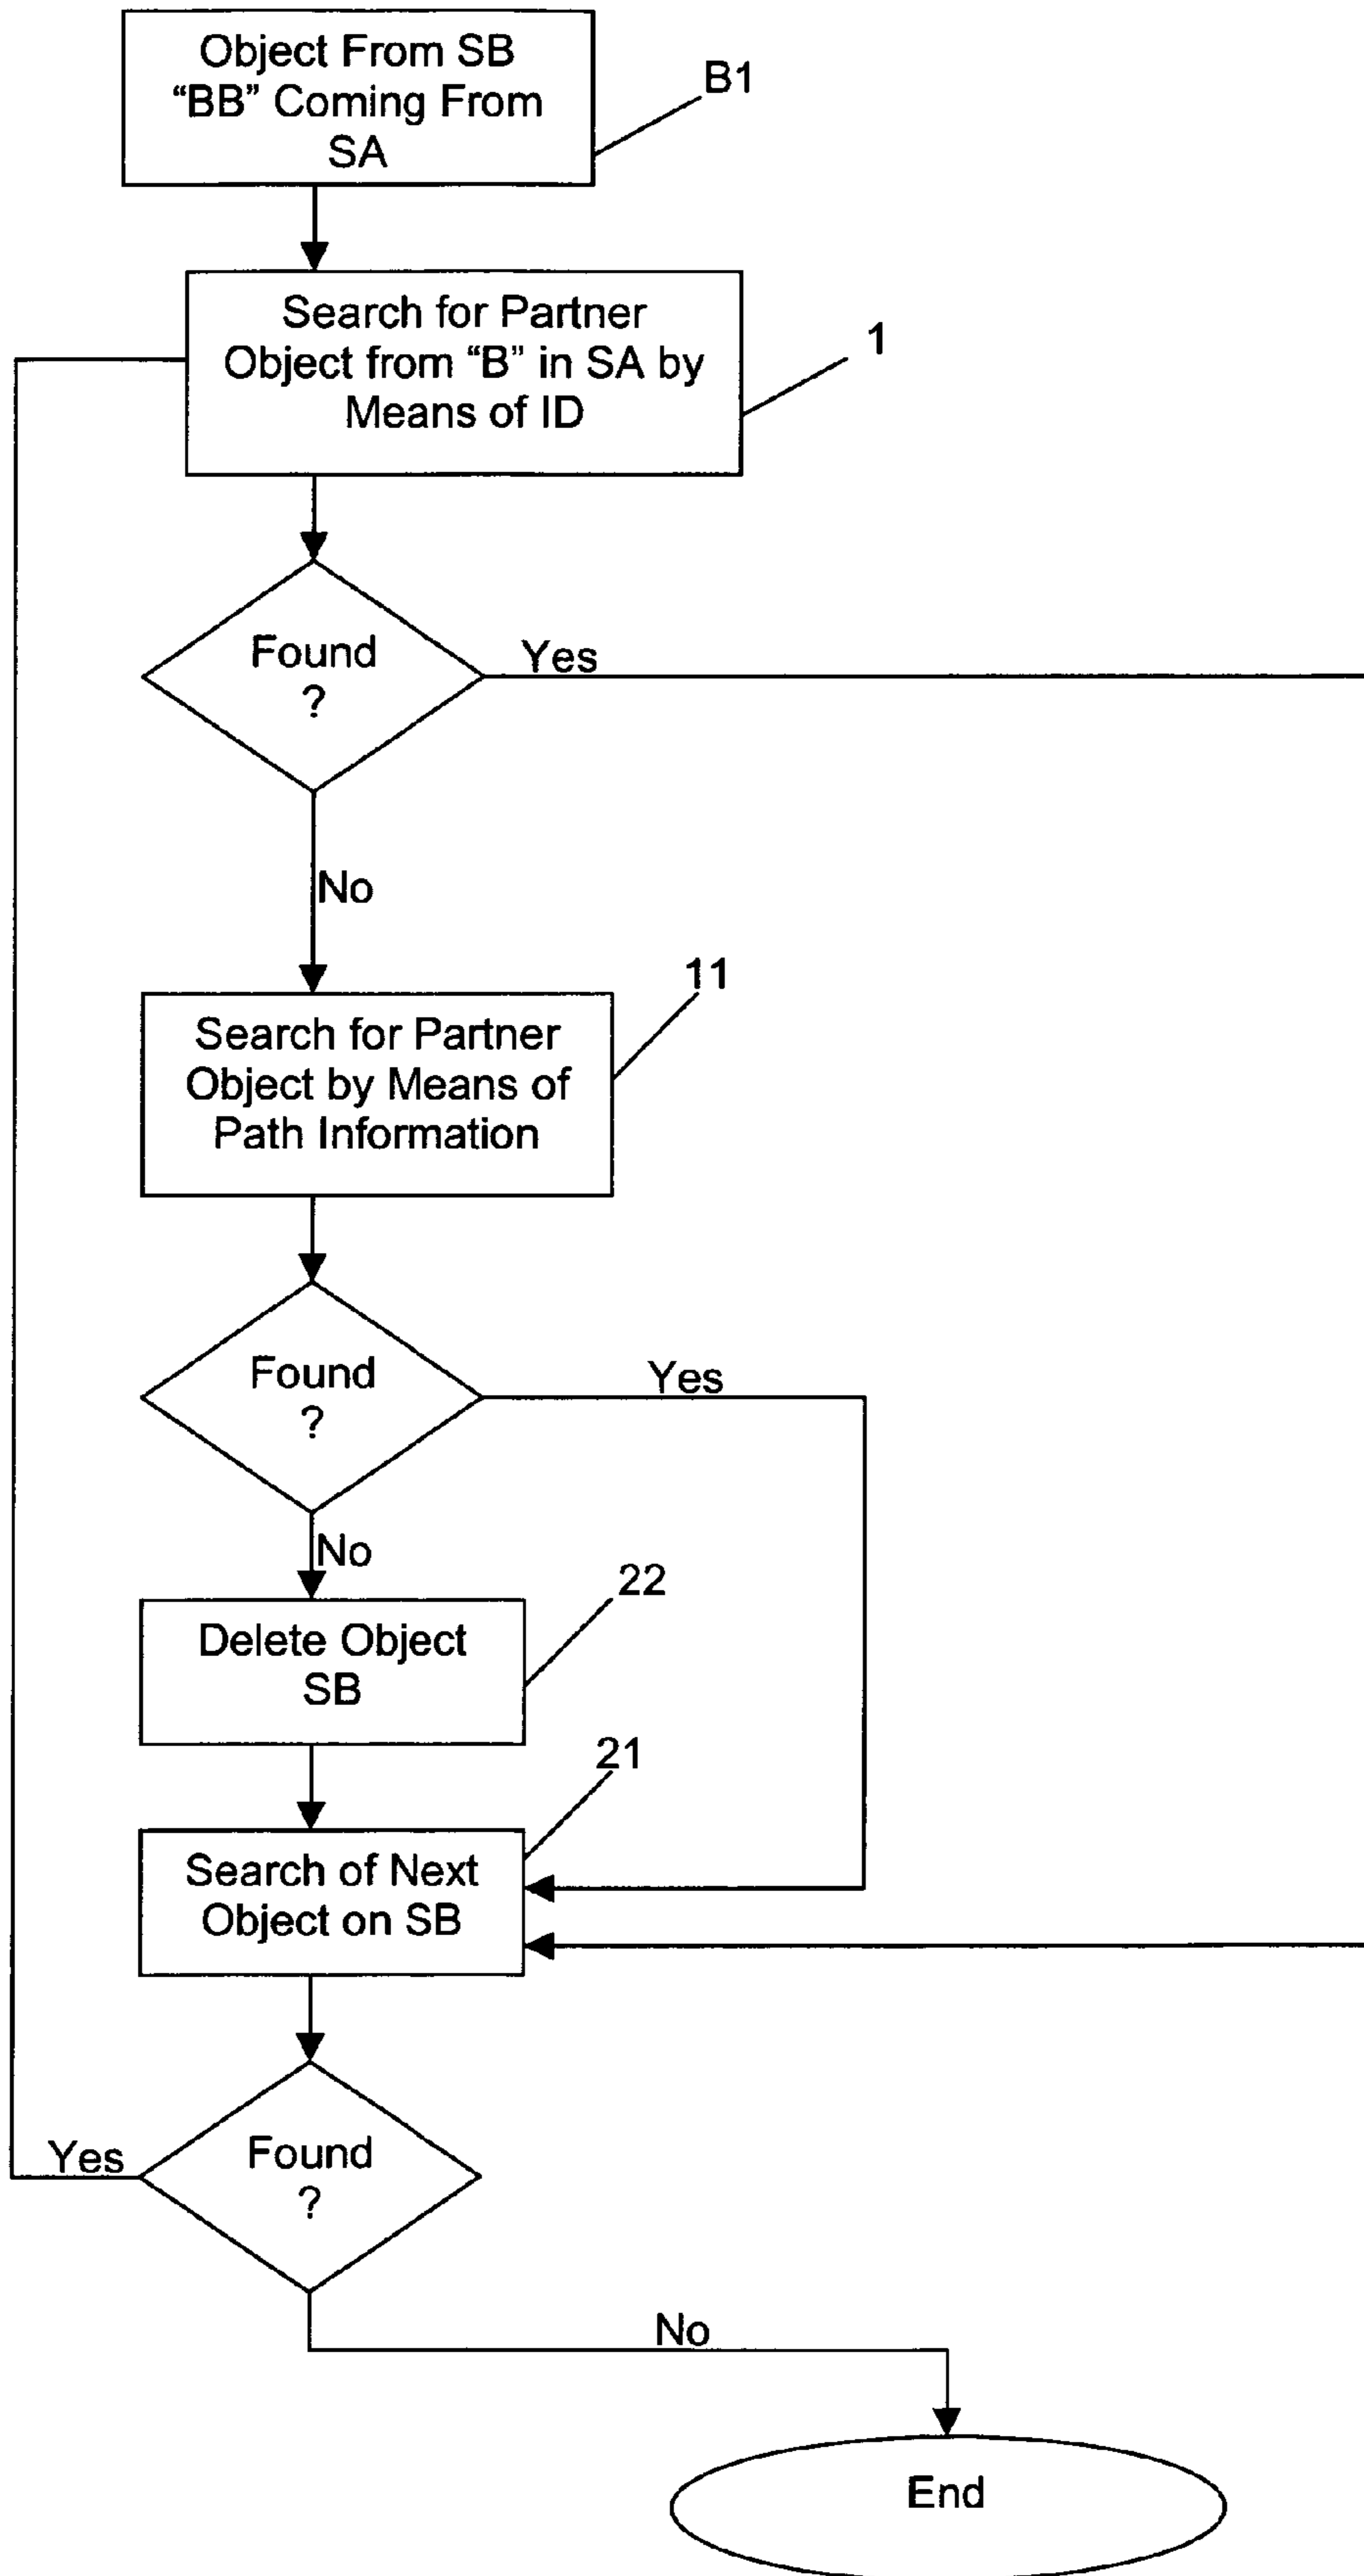 Object From SB
“BB” Coming From
SA
B1
Search for Partner
Object from “B” in SA by
Means of ID
1
Found
?
Yes
No
11
Search for Partner
Object by Means of
Path Information
Found
?
Yes
No
22
Delete Object
SB
21
Search of Next
Object on SB
Found
?
Yes
No
End